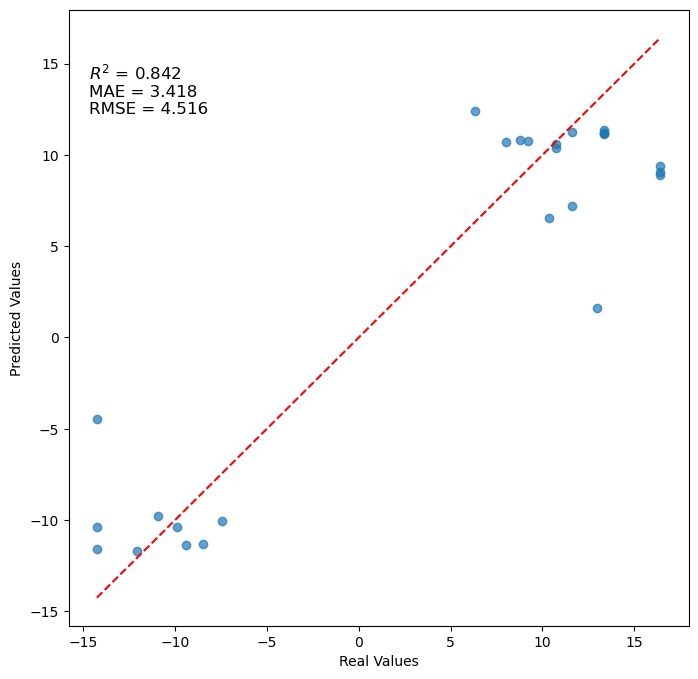 R² = 0.842
MAE = 3.418
RMSE = 4.516
15
10
5
0
−5
−10
−15
Predicted Values
−15 −10 −5 0 5 10 15
Real Values